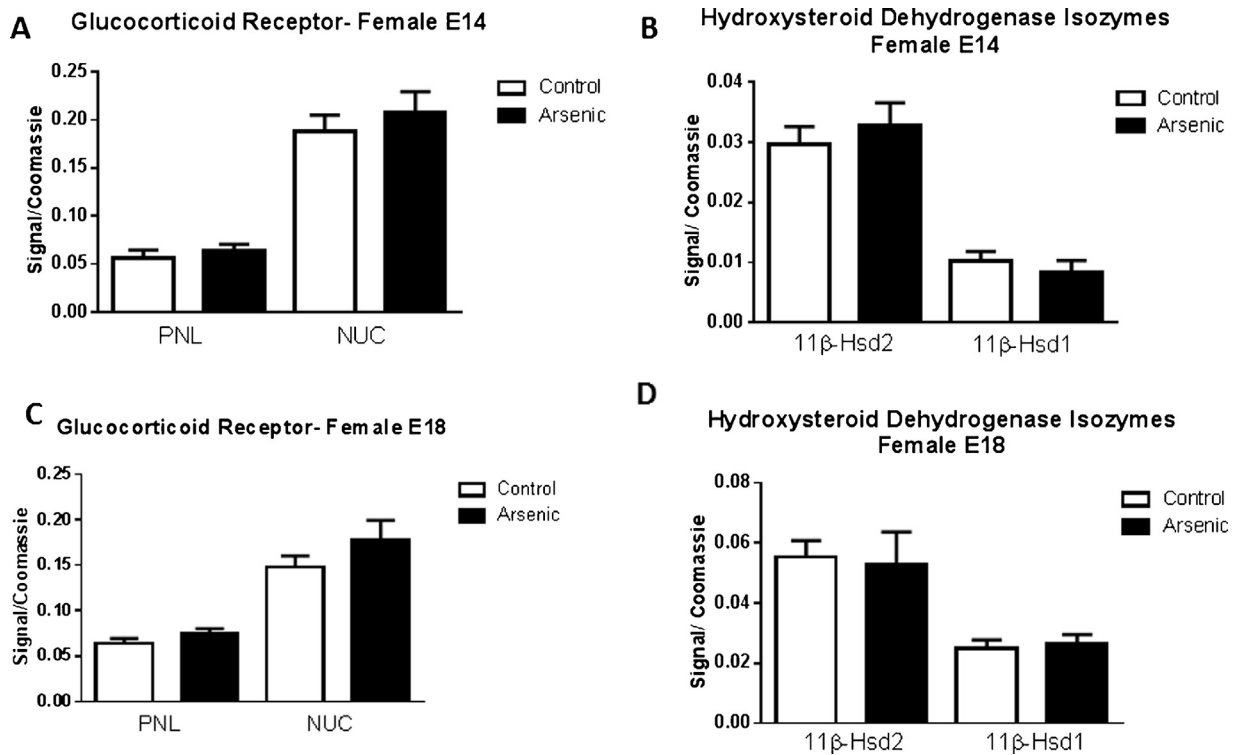 A
Glucocorticoid Receptor- Female E14
Signal/Coomassie
0.25
0.20
0.15
0.10
0.05
0.00
PNL
NUC
Control
Arsenic
B
Hydroxysteroid Dehydrogenase Isozymes
Female E14
Signal/ Coomassie
0.04
0.03
0.02
0.01
0.00
11β-Hsd2
11β-Hsd1
Control
Arsenic
C
Glucocorticoid Receptor- Female E18
Signal/Coomassie
0.25
0.20
0.15
0.10
0.05
0.00
PNL
NUC
Control
Arsenic
D
Hydroxysteroid Dehydrogenase Isozymes
Female E18
Signal/ Coomassie
0.08
0.06
0.04
0.02
0.00
11β-Hsd2
11β-Hsd1
Control
Arsenic